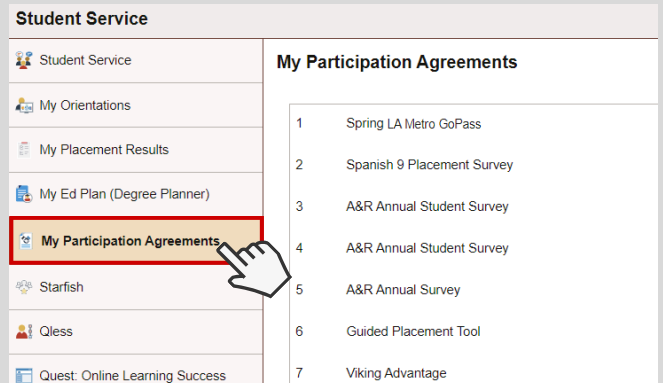 Student Service
Student Service
My Orientations
My Placement Results
My Ed Plan (Degree Planner)
My Participation Agreements
Starfish
Qless
Quest: Online Learning Success
My Participation Agreements
1 Spring LA Metro GoPass
2 Spanish 9 Placement Survey
3 A&R Annual Student Survey
4 A&R Annual Student Survey
5 A&R Annual Survey
6 Guided Placement Tool
7 Viking Advantage